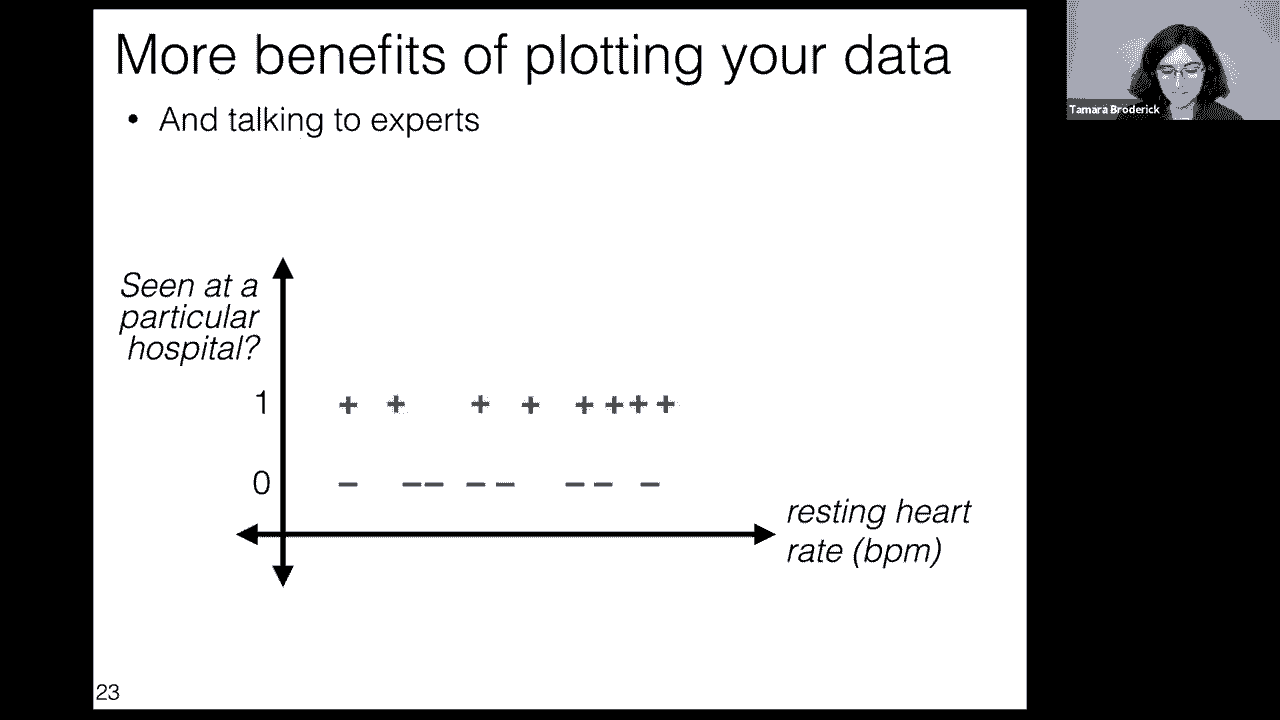 More benefits of plotting your data
• And talking to experts
Seen at a
particular
hospital?
1
+ + + + + + + +
0
– – – – – – – –
resting heart
rate (bpm)
23
Tamara Broderick